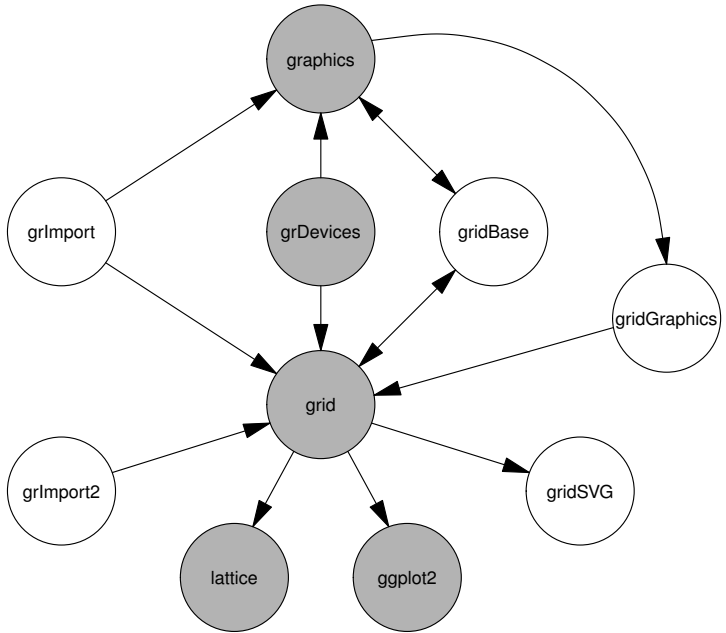 graphics
grImport
grDevices
gridBase
gridGraphics
grid
grImport2
gridSVG
lattice
ggplot2